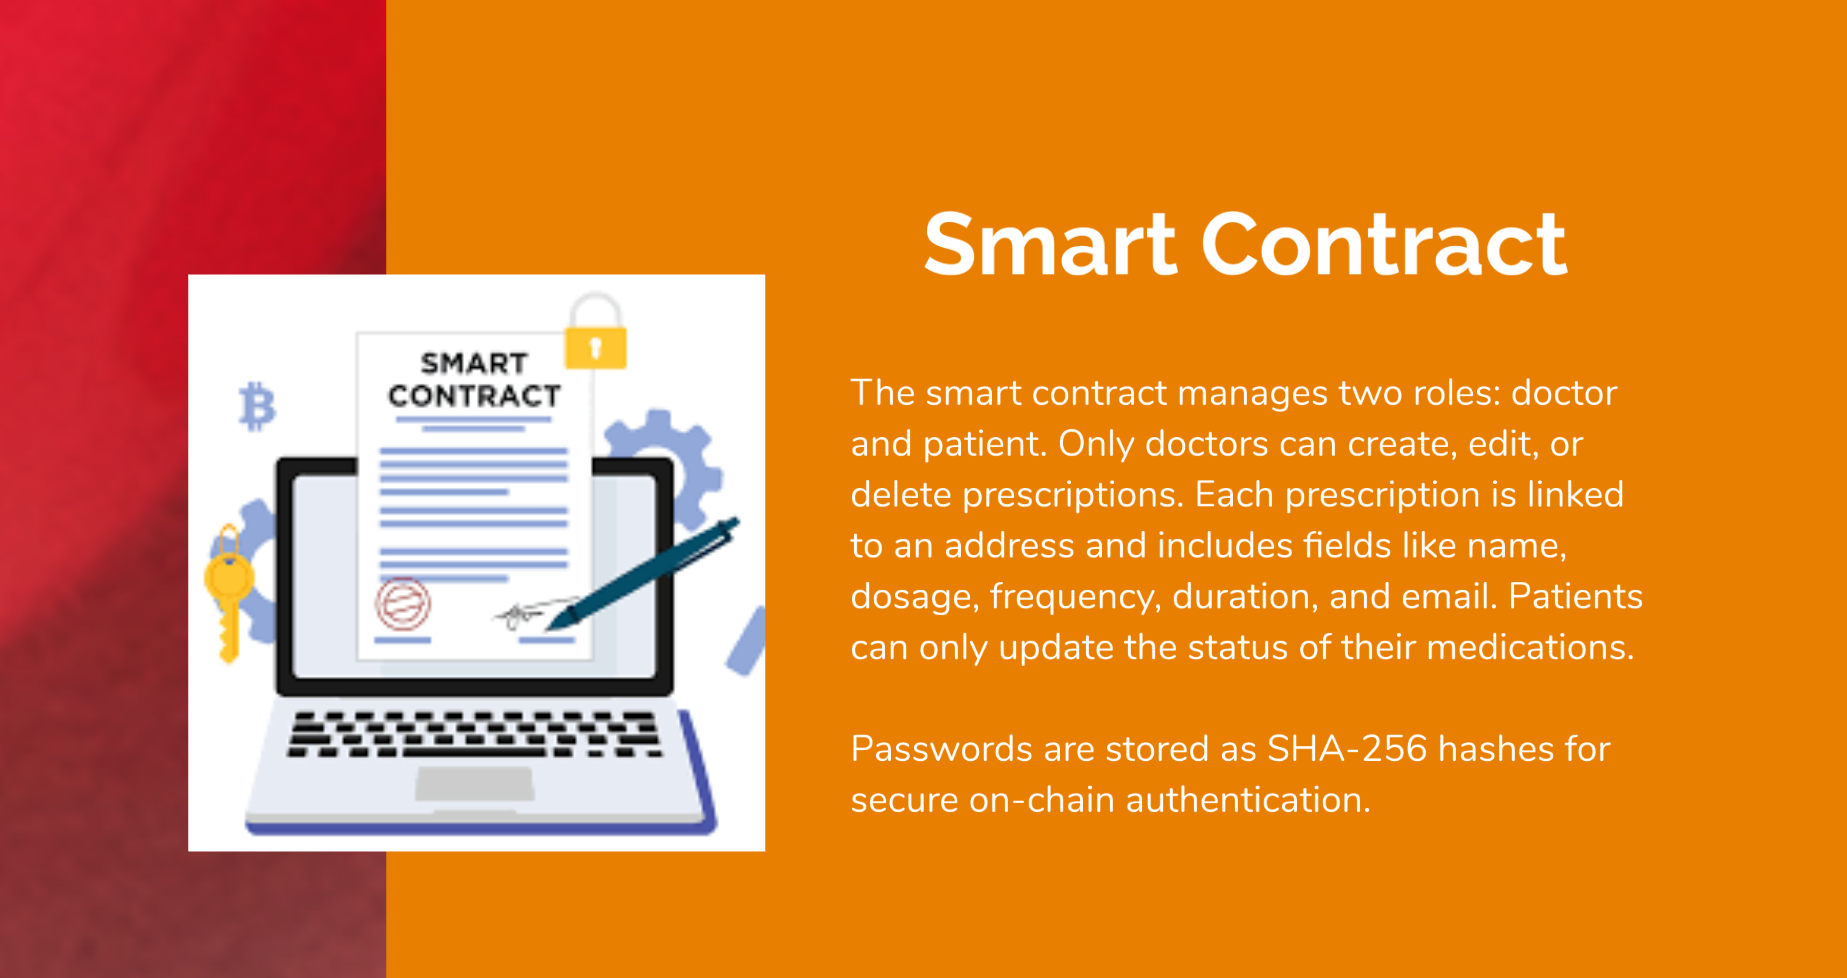 Smart Contract
SMART
CONTRACT
The smart contract manages two roles: doctor
and patient. Only doctors can create, edit, or
delete prescriptions. Each prescription is linked
to an address and includes fields like name,
dosage, frequency, duration, and email. Patients
can only update the status of their medications.
Passwords are stored as SHA-256 hashes for
secure on-chain authentication.